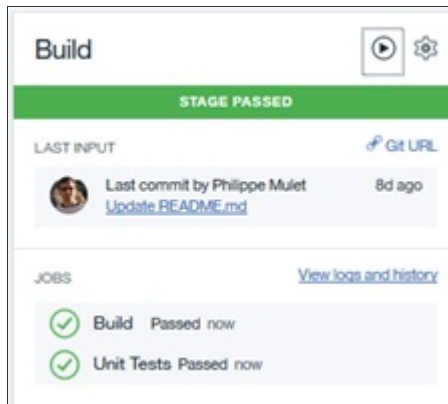 Build
STAGE PASSED
LAST INPUT
Git URL
Last commit by Philippe Mulet
8d ago
Update README.md
JOBS
View logs and history
Build Passed now
Unit Tests Passed now